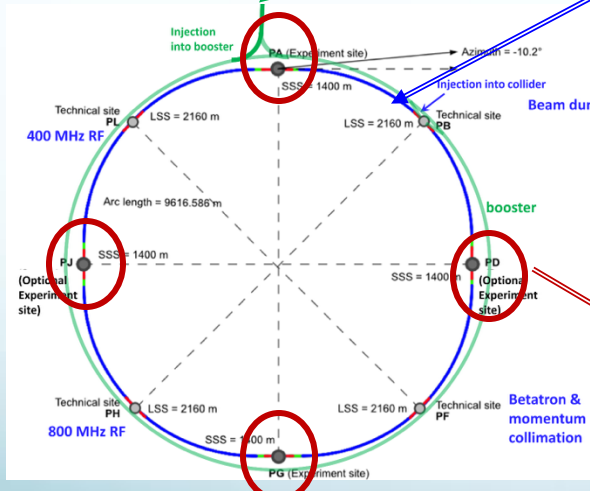 Injection
into booster
PA (Experiment site)
Azimuth = -10.2°
SSS = 1400 m
Injection into collider
Technical site
PL
LSS = 2160 m
400 MHz RF
LSS = 2160 m
Technical site
PB
Beam
Arc length = 9616.586 m
booster
PJ
SSS = 1400 m
(Optional
Experiment
site)
SSS = 1400 m
PD
(Optional
Experiment
site)
Technical site
PH
LSS = 2160 m
800 MHz RF
LSS = 2160 m
Technical site
PF
Betatron &
momentum
collimation
SSS = 1400 m
PG (Experiment site)